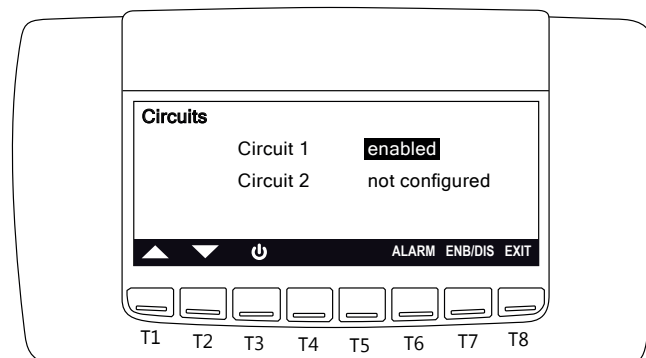 Circuits
Circuit 1 enabled
Circuit 2 not configured
ALARM ENB/DIS EXIT
T1 T2 T3 T4 T5 T6 T7 T8